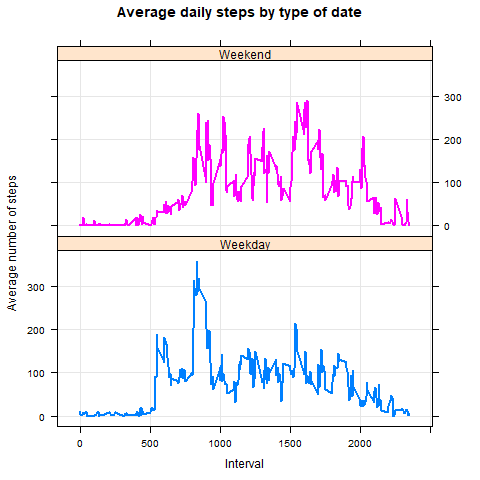 Average daily steps by type of date
Weekend
300
200
100
0
Weekday
300
200
100
0
0 500 1000 1500 2000
Interval
Average number of steps